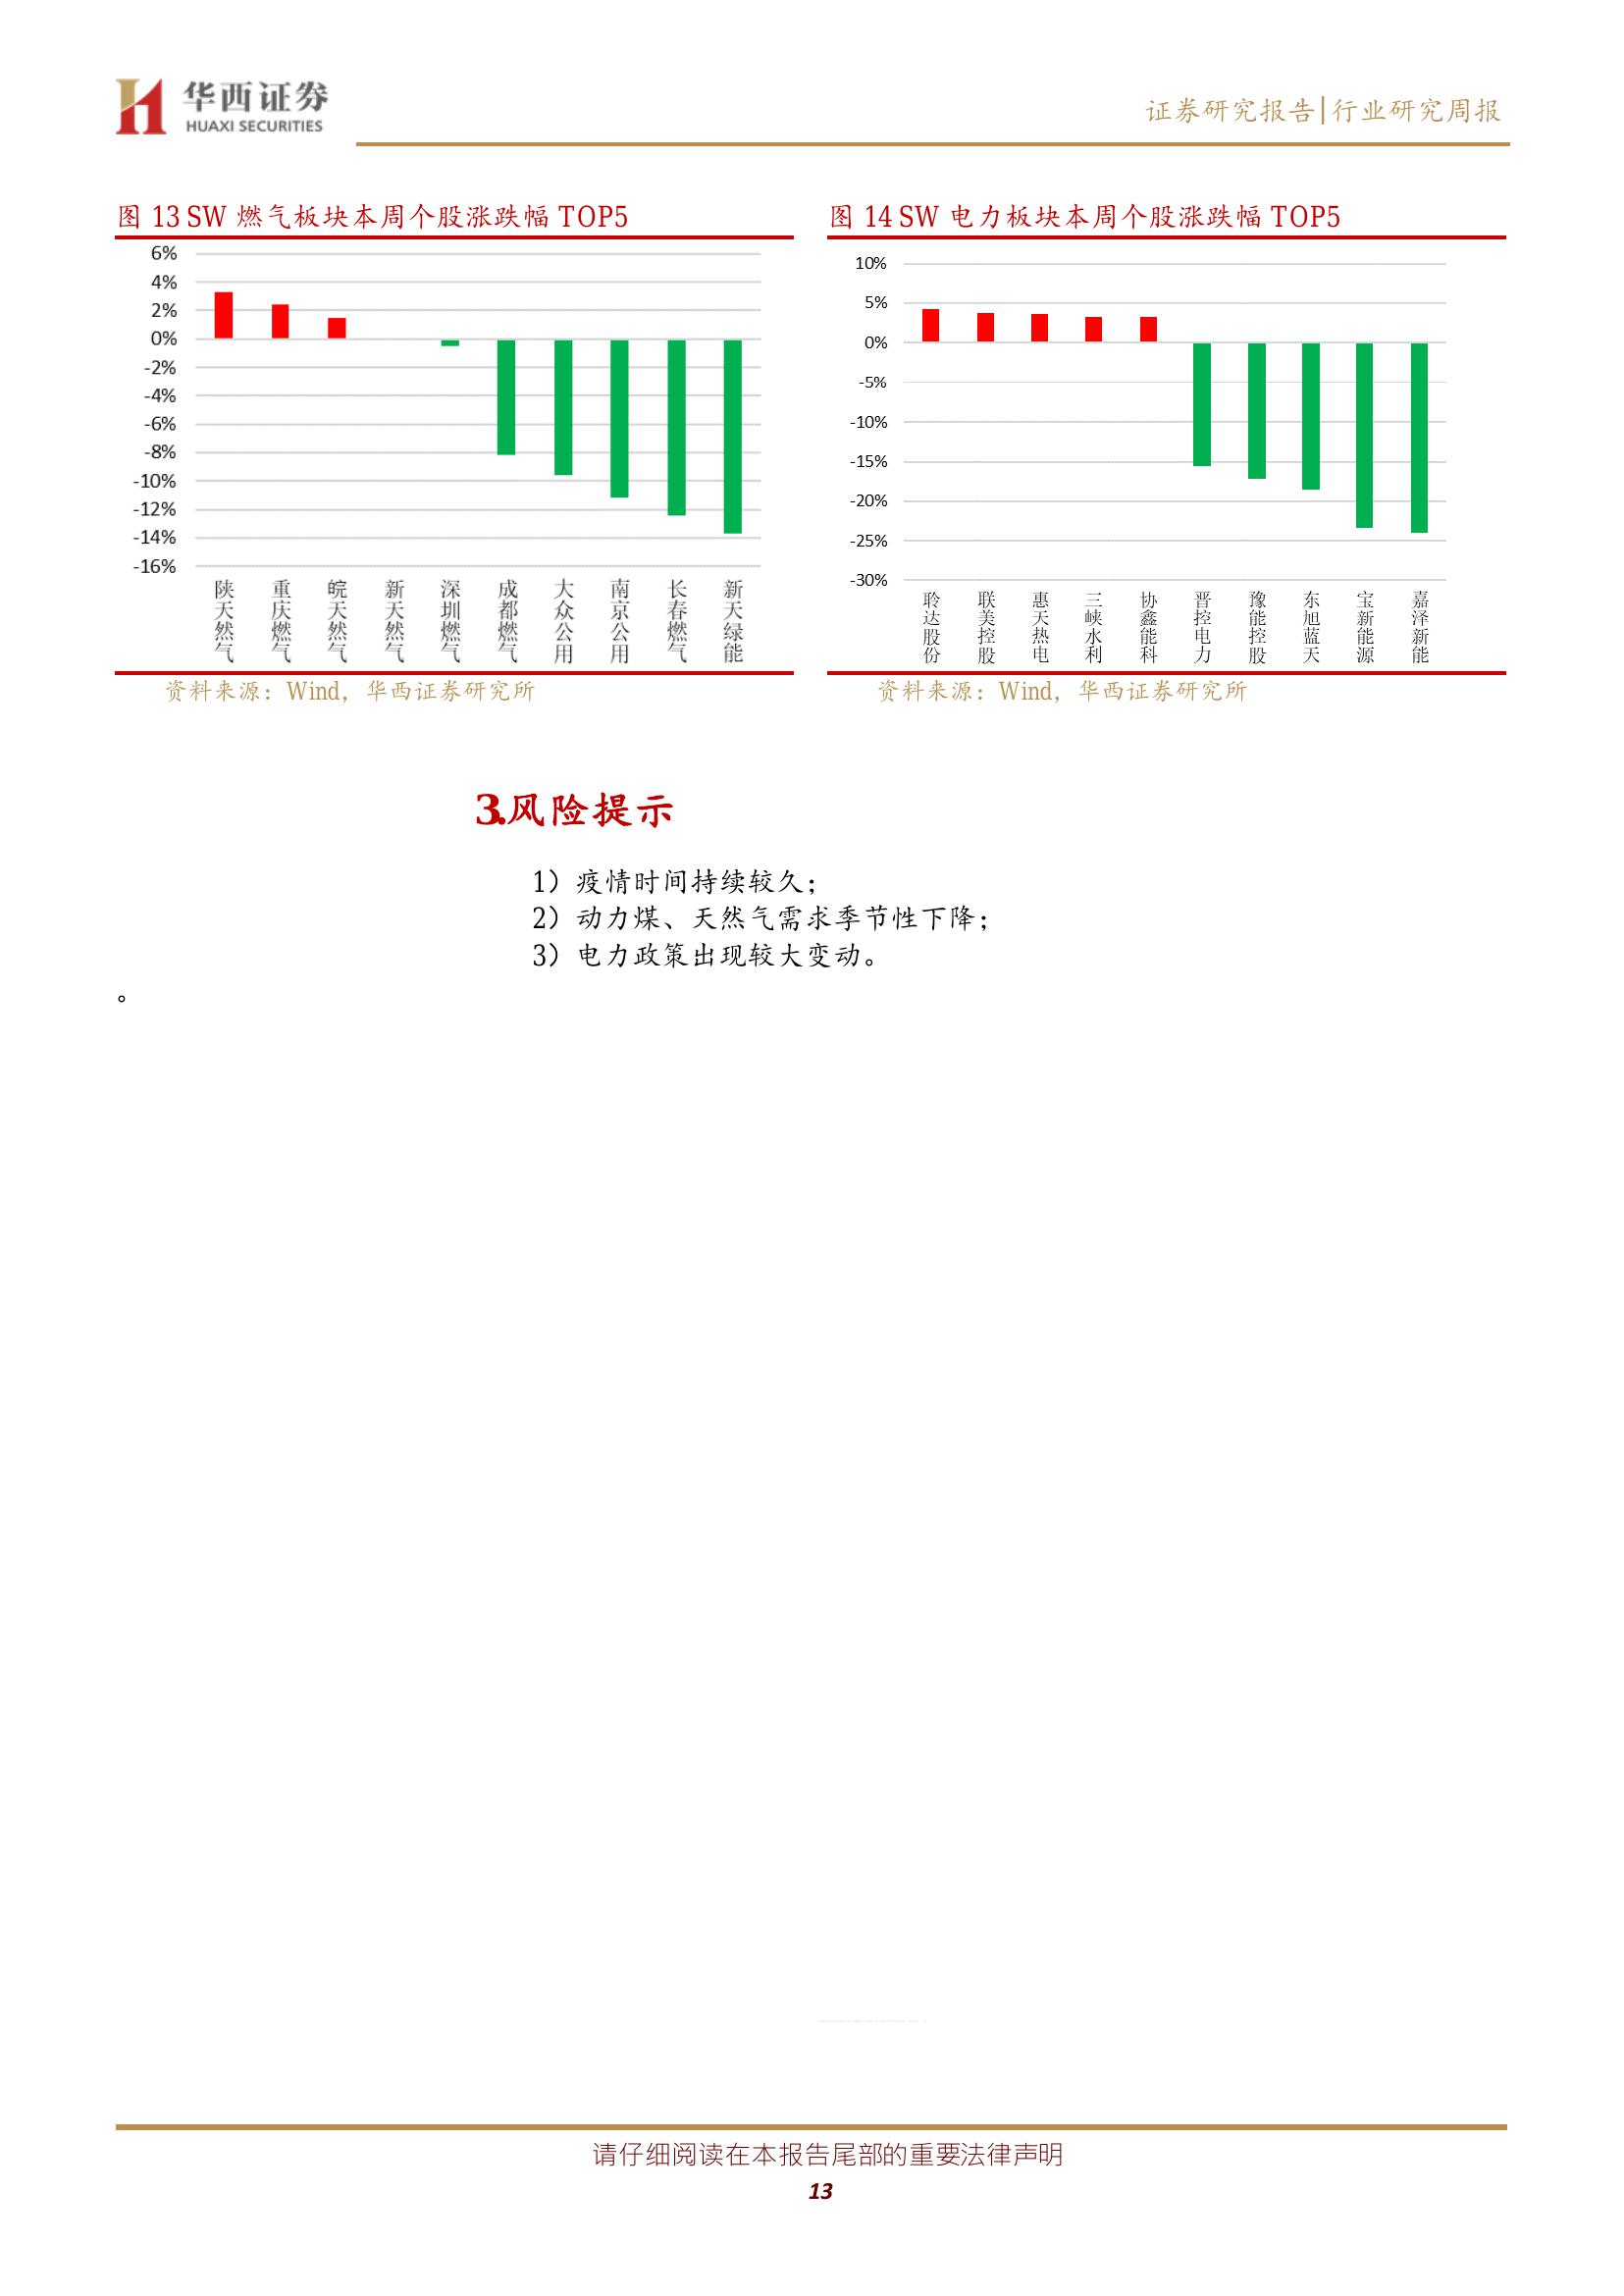 华西证券
HUAXI SECURITIES
证券研究报告|行业研究周报
图 13 SW 燃气板块本周个股涨跌幅 TOP5
6%
4%
2%
0%
-2%
-4%
-6%
-8%
-10%
-12%
-14%
-16%
陕天然气
重庆燃气
皖天然气
新天然气
深圳燃气
成都燃气
大众公用
南京公用
长春燃气
新天绿能
资料来源：Wind，华西证券研究所
图 14 SW 电力板块本周个股涨跌幅 TOP5
10%
5%
0%
-5%
-10%
-15%
-20%
-25%
-30%
聆达股份
联美控股
惠天热电
三峡水利
协鑫能科
晋控电力
豫能控股
东旭蓝天
宝新能源
嘉泽新能
资料来源：Wind，华西证券研究所
3.风险提示
1）疫情时间持续较久；
2）动力煤、天然气需求季节性下降；
3）电力政策出现较大变动。
。
请仔细阅读在本报告尾部的重要法律声明
13